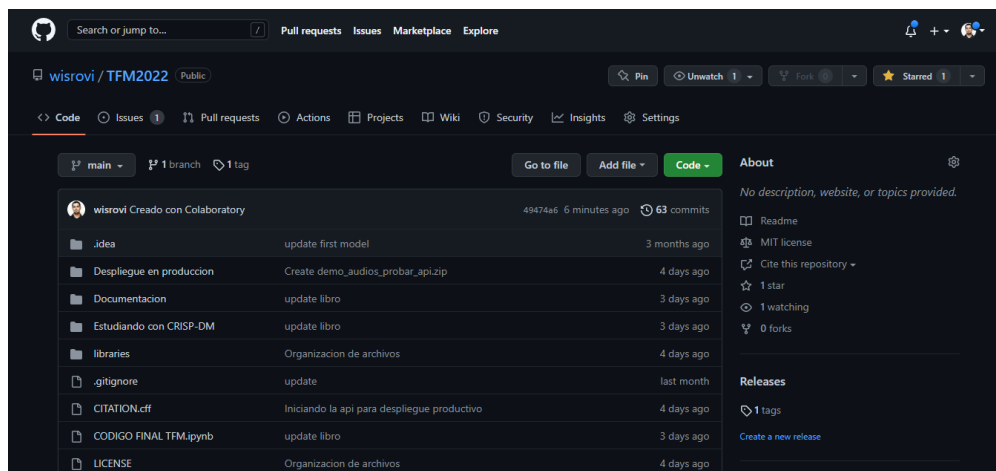 Search or jump to... / Pull requests Issues Marketplace Explore
wisrovi / TFM2022 Public Pin Unwatch 1 Fork 0 Starred 1
<> Code Issues 1 Pull requests Actions Projects Wiki Security Insights Settings
main 1 branch 1 tag Go to file Add file Code
wisrovi Creado con Colaboratory 49474a6 6 minutes ago 63 commits
.idea update first model 3 months ago
Despliegue en produccion Create demo_audios_probar_api.zip 4 days ago
Documentacion update libro 3 days ago
Estudiando con CRISP-DM update libro 3 days ago
libraries Organizacion de archivos 4 days ago
.gitignore update last month
CITATION.cff Iniciando la api para despliegue productivo 4 days ago
CODIGO FINAL TFM.ipynb update libro 3 days ago
LICENSE Organizacion de archivos 4 days ago
About
No description, website, or topics provided.
Readme
MIT license
Cite this repository
1 star
1 watching
0 forks
Releases
1 tags
Create a new release